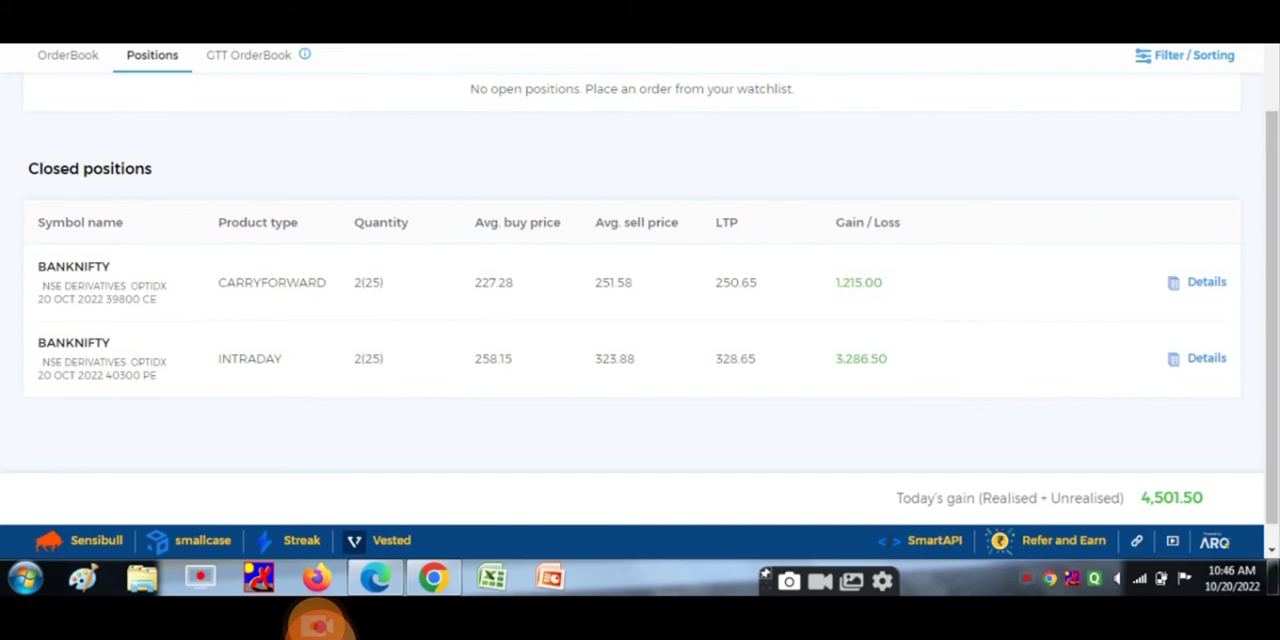 OrderBook Positions GTT OrderBook Filter / Sorting
No open positions. Place an order from your watchlist.
Closed positions
Symbol name Product type Quantity Avg. buy price Avg. sell price LTP Gain / Loss
BANKNIFTY
NSE DERIVATIVES OPTIDX
20 OCT 2022 39800 CE
CARRYFORWARD 2(25) 227.28 251.58 250.65 1,215.00 Details
BANKNIFTY
NSE DERIVATIVES OPTIDX
20 OCT 2022 40300 PE
INTRADAY 2(25) 258.15 323.88 328.65 3,286.50 Details
Today's gain (Realised + Unrealised) 4,501.50
Sensibull smallcase Streak Vested < > SmartAPI Refer and Earn ARQ
10:46 AM
10/20/2022